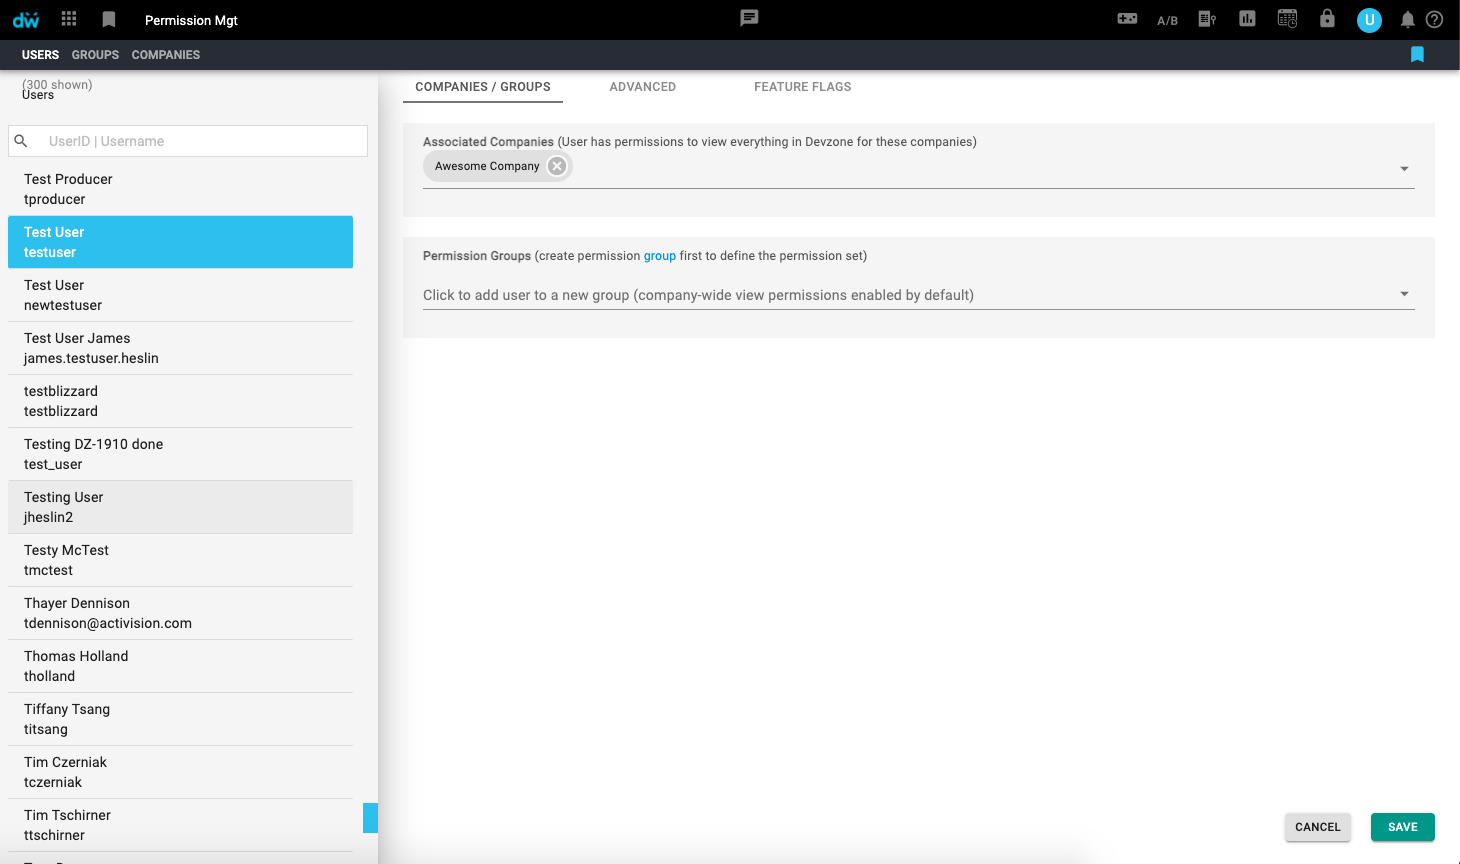 dw
Permission Mgt
A/B
U
USERS GROUPS COMPANIES
(300 shown)
Users
UserID | Username
Test Producer
tproducer
Test User
testuser
Test User
newtestuser
Test User James
james.testuser.heslin
testblizzard
testblizzard
Testing DZ-1910 done
test_user
Testing User
jheslin2
Testy McTest
tmctest
Thayer Dennison
tdennison@activision.com
Thomas Holland
tholland
Tiffany Tsang
titsang
Tim Czerniak
tczerniak
Tim Tschirner
ttschirner
COMPANIES / GROUPS ADVANCED FEATURE FLAGS
Associated Companies (User has permissions to view everything in Devzone for these companies)
Awesome Company
Permission Groups (create permission group first to define the permission set)
Click to add user to a new group (company-wide view permissions enabled by default)
CANCEL SAVE